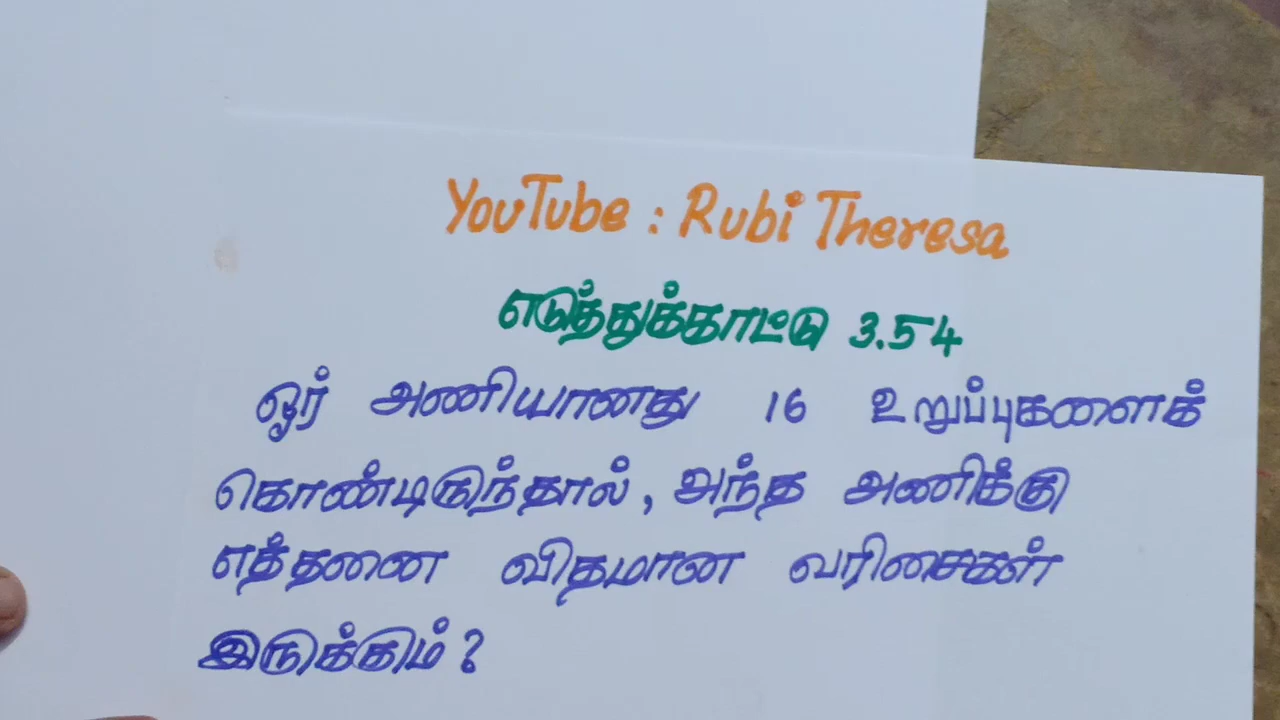 YouTube : Rubi Theresa
எடுத்துக்காட்டு 3.54
ஓர் அணியானது 16 உறுப்புகளைக்
கொண்டிருந்தால், அந்த அணிக்கு
எத்தனை விதமான வரிசைகள்
இருக்கும்?